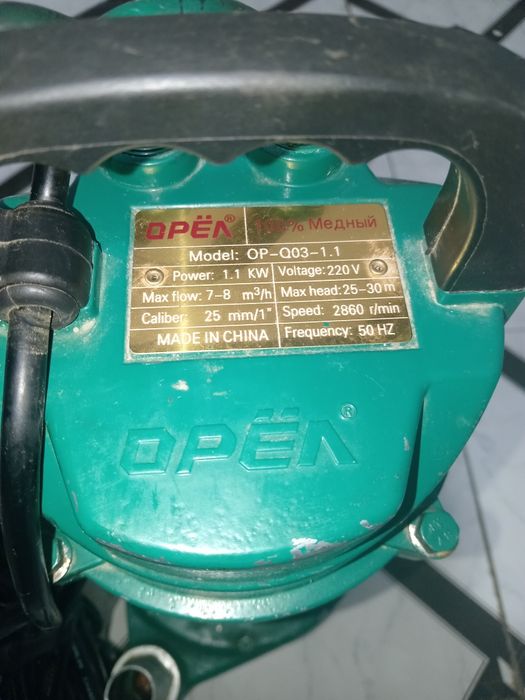 ОРЁЛ®
100% Медный
Model: OP-Q03-1.1
Power: 1.1 KW Voltage: 220 V
Max flow: 7-8 m³/h Max head: 25-30 m
Caliber: 25 mm/1" Speed: 2860 r/min
MADE IN CHINA Frequency: 50 HZ
ОРЁЛ®